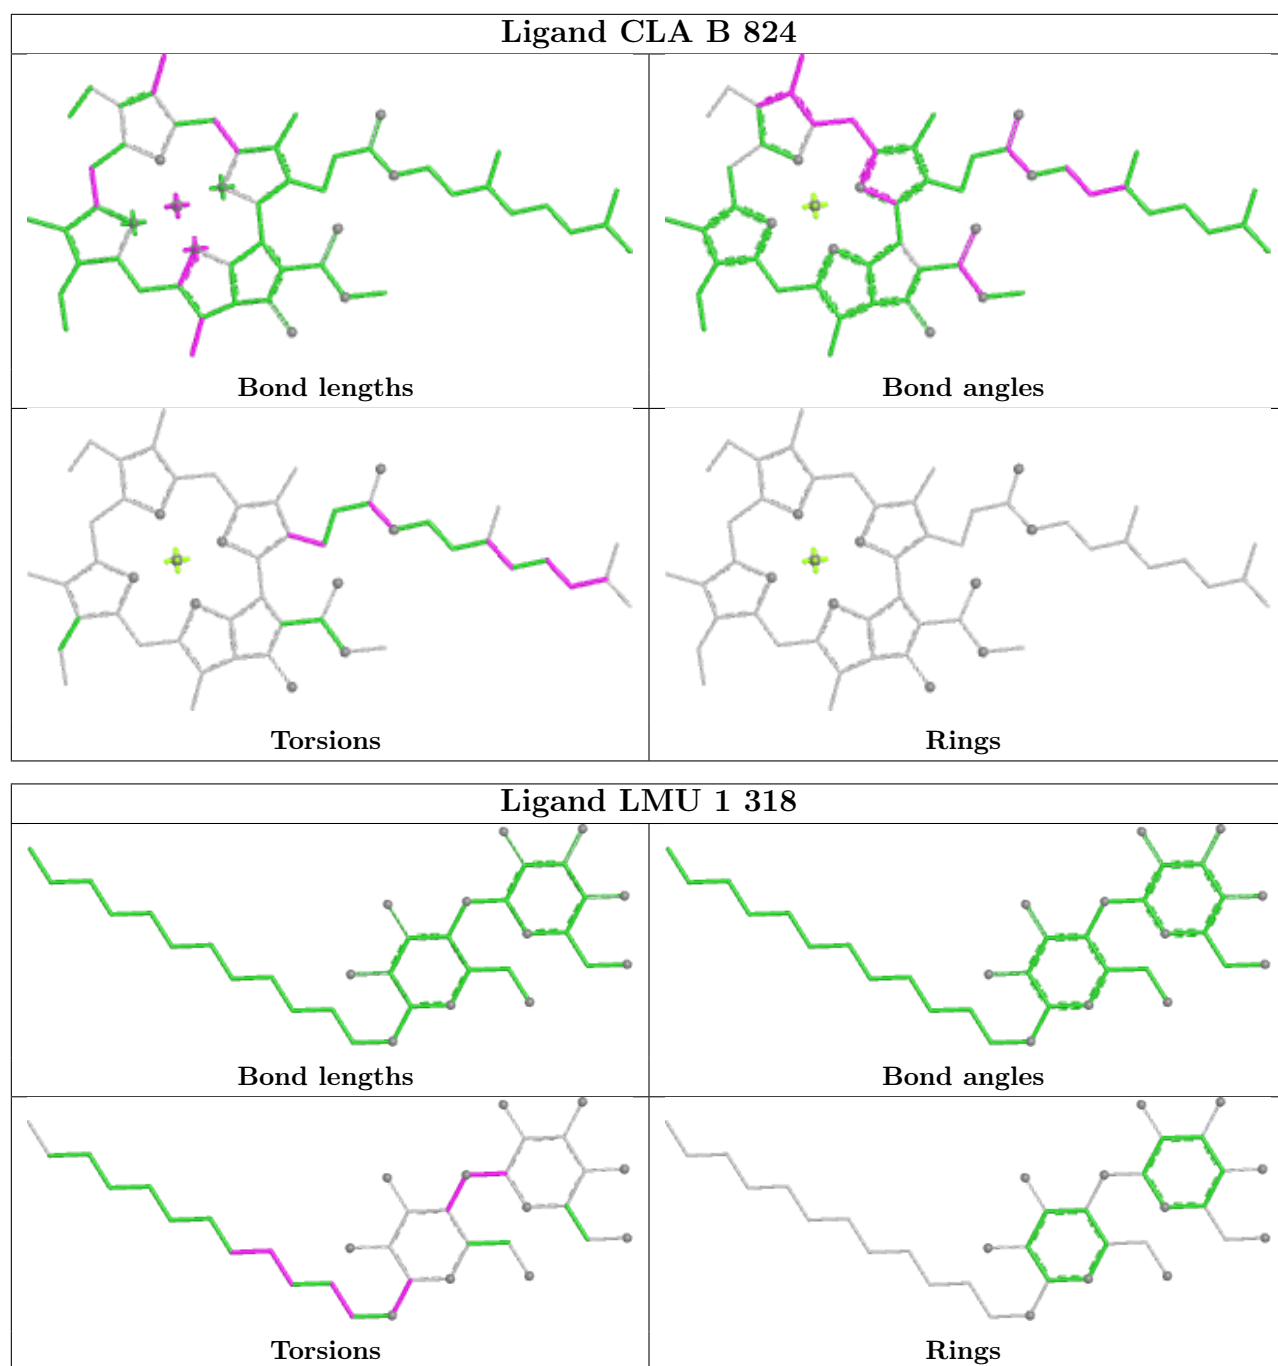 Ligand CLA B 824
Bond lengths
Bond angles
Torsions
Rings
Ligand LMU 1 318
Bond lengths
Bond angles
Torsions
Rings